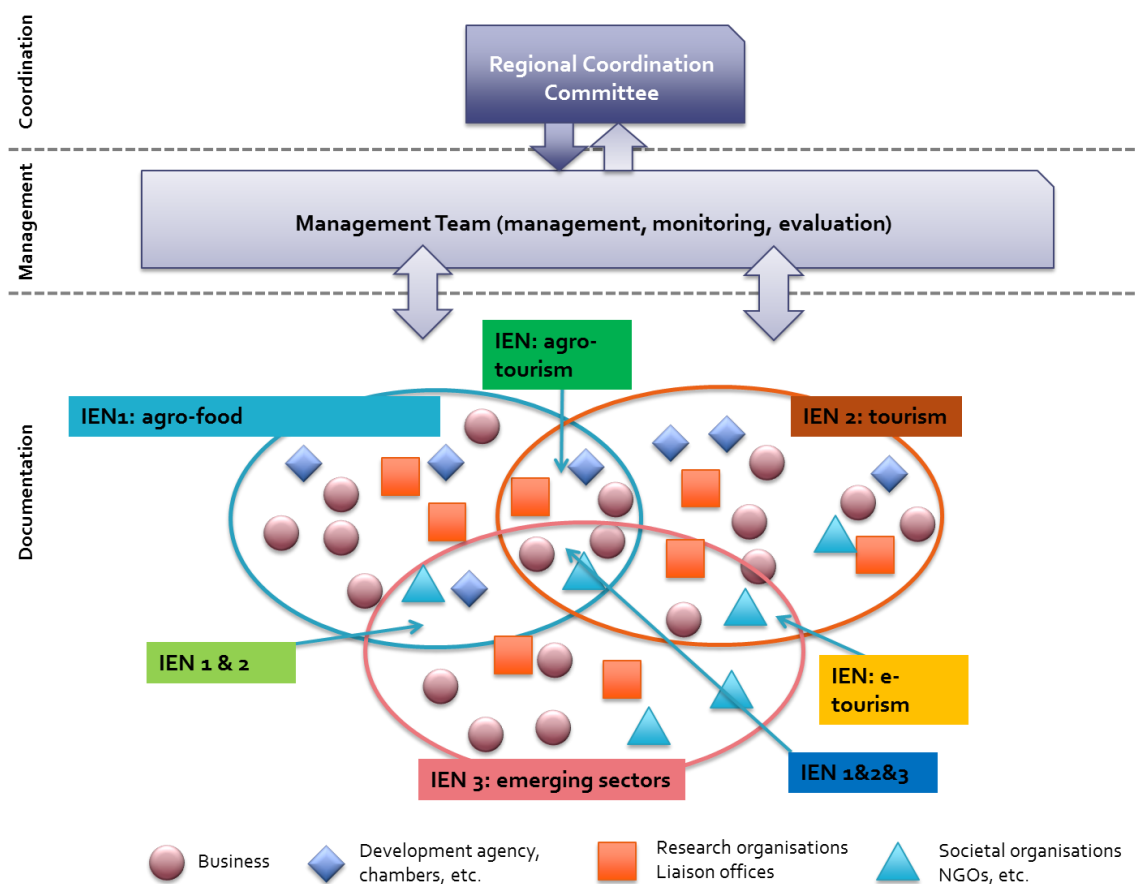 Coordination
Regional Coordination
Committee
Management
Management Team (management, monitoring, evaluation)
Documentation
IEN: agro-
tourism
IEN1: agro-food
IEN 2: tourism
IEN 1 & 2
IEN: e-
tourism
IEN 3: emerging sectors
IEN 1&2&3
Business
Development agency,
chambers, etc.
Research organisations
Liaison offices
Societal organisations
NGOs, etc.